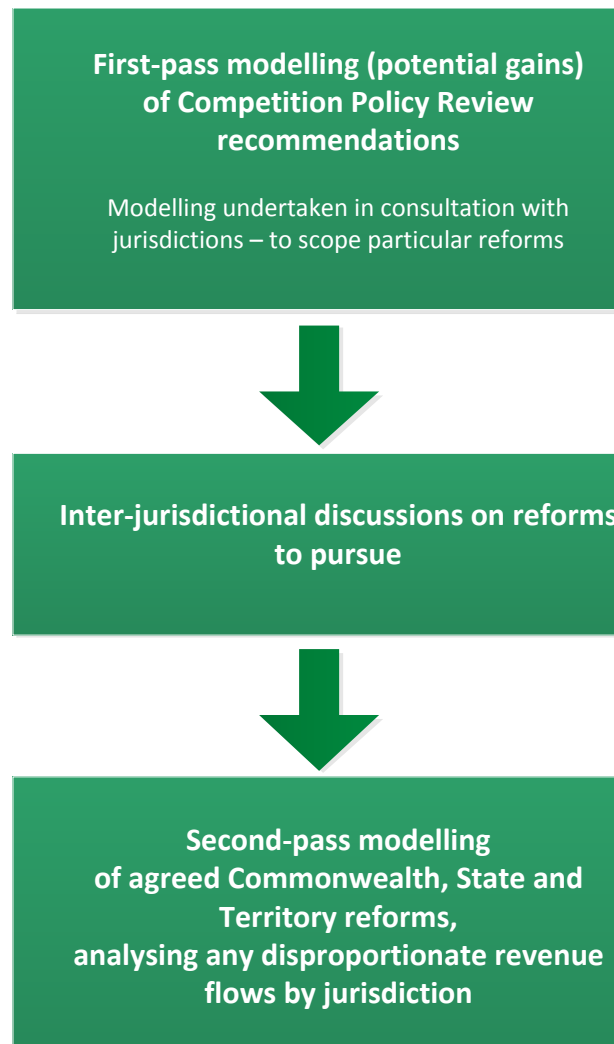 First-pass modelling (potential gains)
of Competition Policy Review
recommendations
Modelling undertaken in consultation with
jurisdictions – to scope particular reforms
Inter-jurisdictional discussions on reforms
to pursue
Second-pass modelling
of agreed Commonwealth, State and
Territory reforms,
analysing any disproportionate revenue
flows by jurisdiction